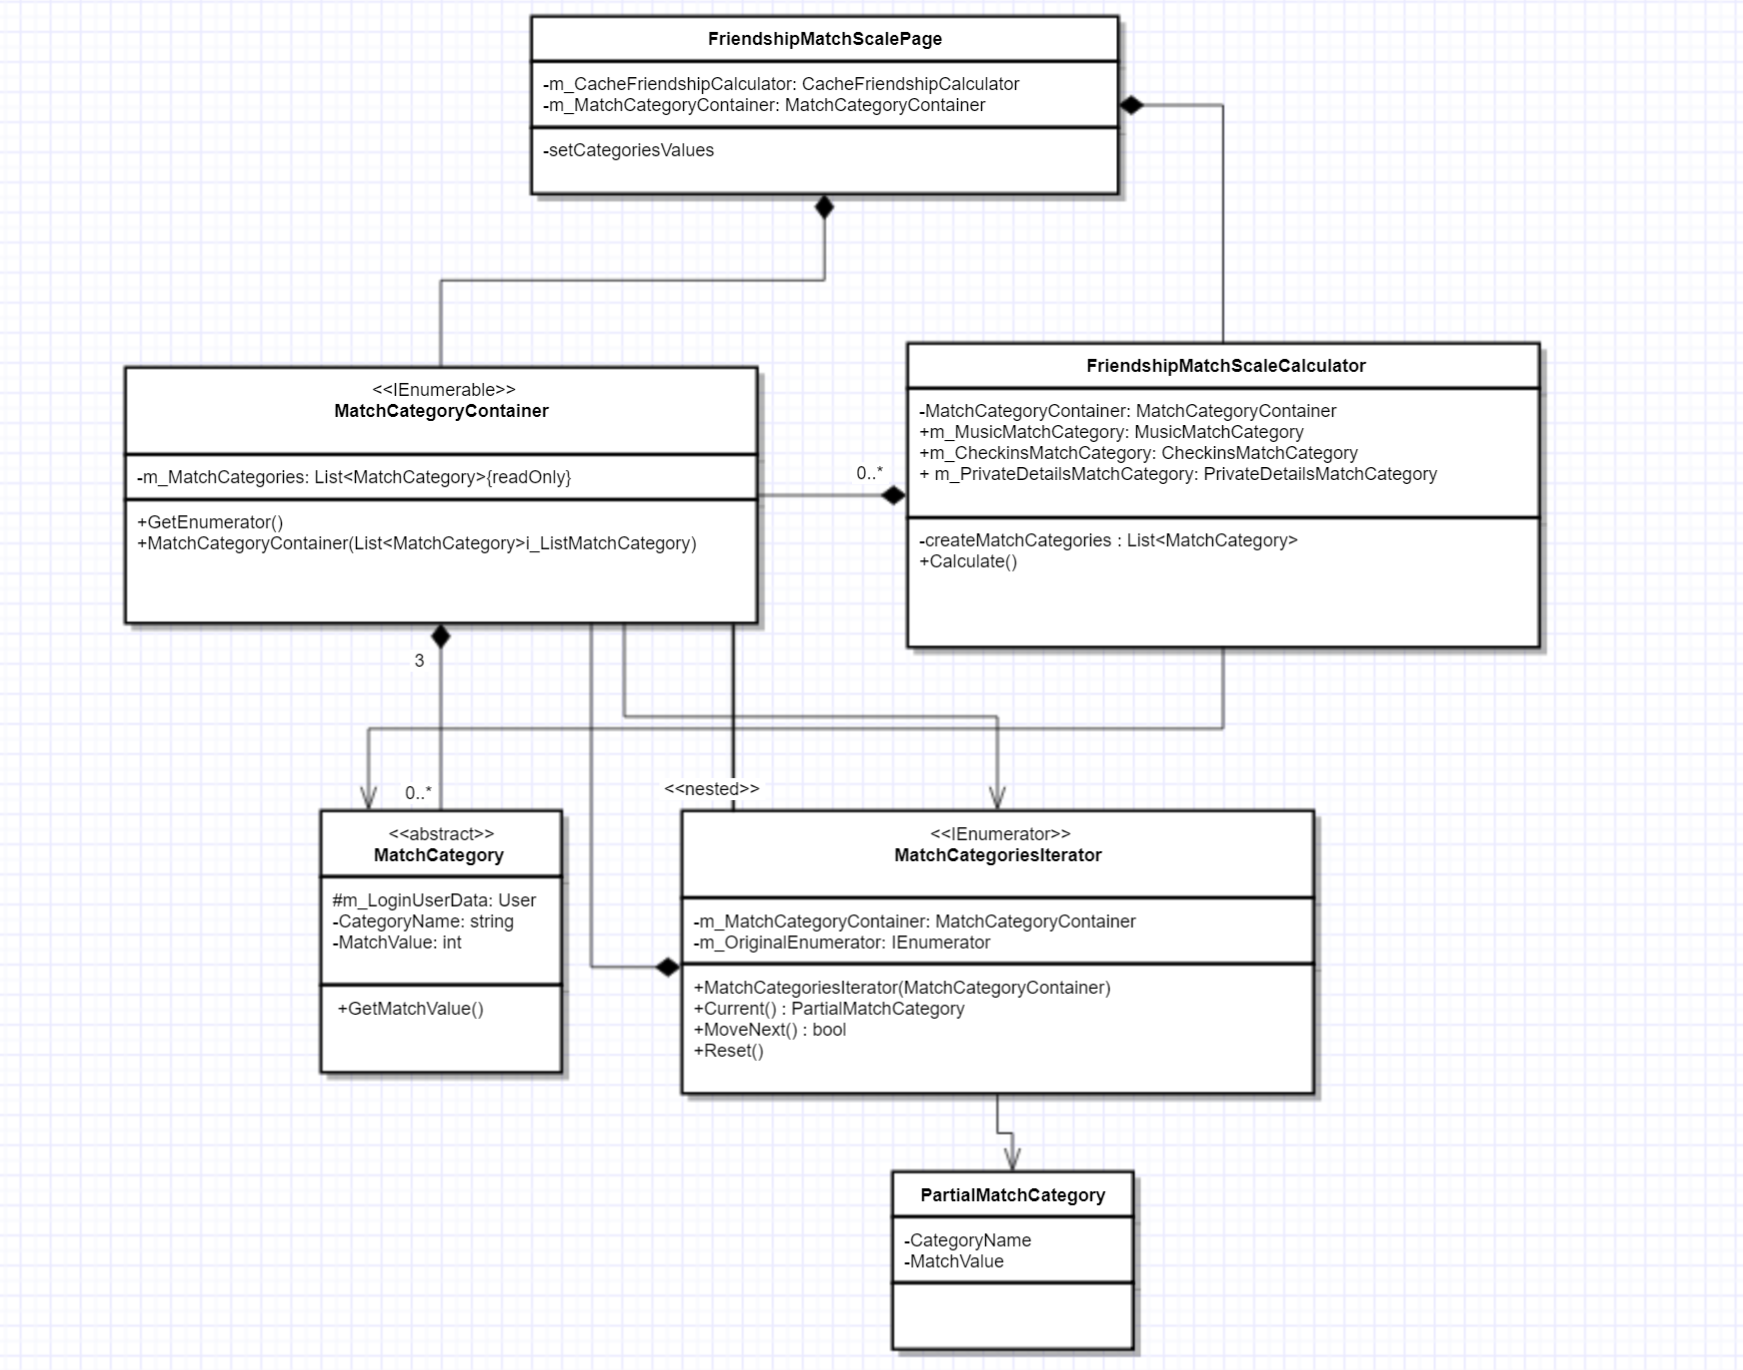 FriendshipMatchScalePage
-m_CacheFriendshipCalculator: CacheFriendshipCalculator
-m_MatchCategoryContainer: MatchCategoryContainer
-setCategoriesValues
<<IEnumerable>>
MatchCategoryContainer
-m_MatchCategories: List<MatchCategory>{readOnly}
+GetEnumerator()
+MatchCategoryContainer(List<MatchCategory>i_ListMatchCategory)
0..*
FriendshipMatchScaleCalculator
-MatchCategoryContainer: MatchCategoryContainer
+m_MusicMatchCategory: MusicMatchCategory
+m_CheckinsMatchCategory: CheckinsMatchCategory
+ m_PrivateDetailsMatchCategory: PrivateDetailsMatchCategory
-createMatchCategories : List<MatchCategory>
+Calculate()
3
0..*
<<nested>>
<<abstract>>
MatchCategory
#m_LoginUserData: User
-CategoryName: string
-MatchValue: int
+GetMatchValue()
<<IEnumerator>>
MatchCategoriesIterator
-m_MatchCategoryContainer: MatchCategoryContainer
-m_OriginalEnumerator: IEnumerator
+MatchCategoriesIterator(MatchCategoryContainer)
+Current() : PartialMatchCategory
+MoveNext() : bool
+Reset()
PartialMatchCategory
-CategoryName
-MatchValue